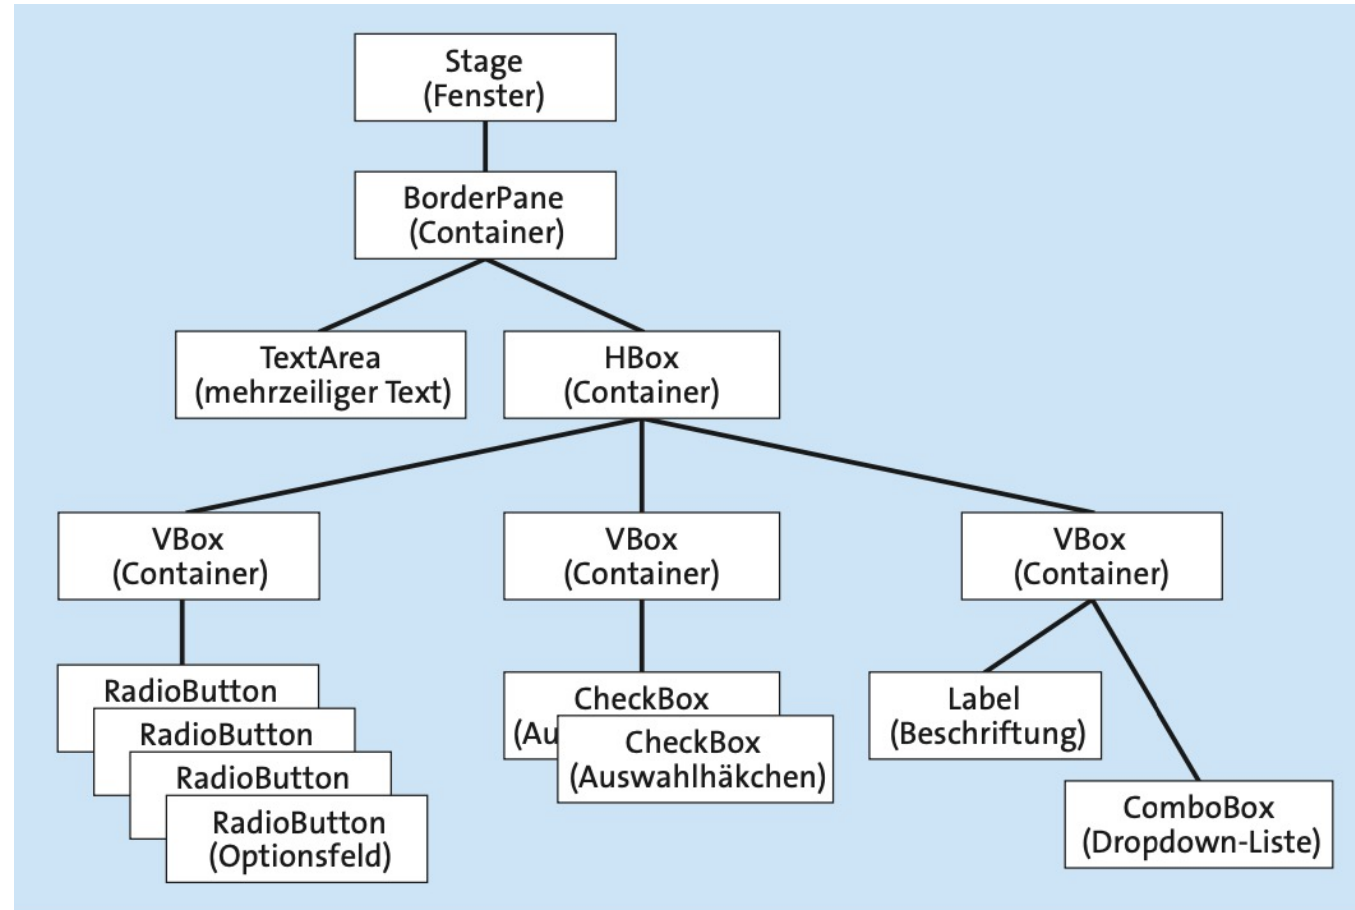 Stage
(Fenster)
BorderPane
(Container)
TextArea
(mehrzeiliger Text)
HBox
(Container)
VBox
(Container)
VBox
(Container)
VBox
(Container)
RadioButton
RadioButton
RadioButton
RadioButton
(Optionsfeld)
CheckBox
(Au
CheckBox
(Auswahlhäkchen)
Label
(Beschriftung)
ComboBox
(Dropdown-Liste)